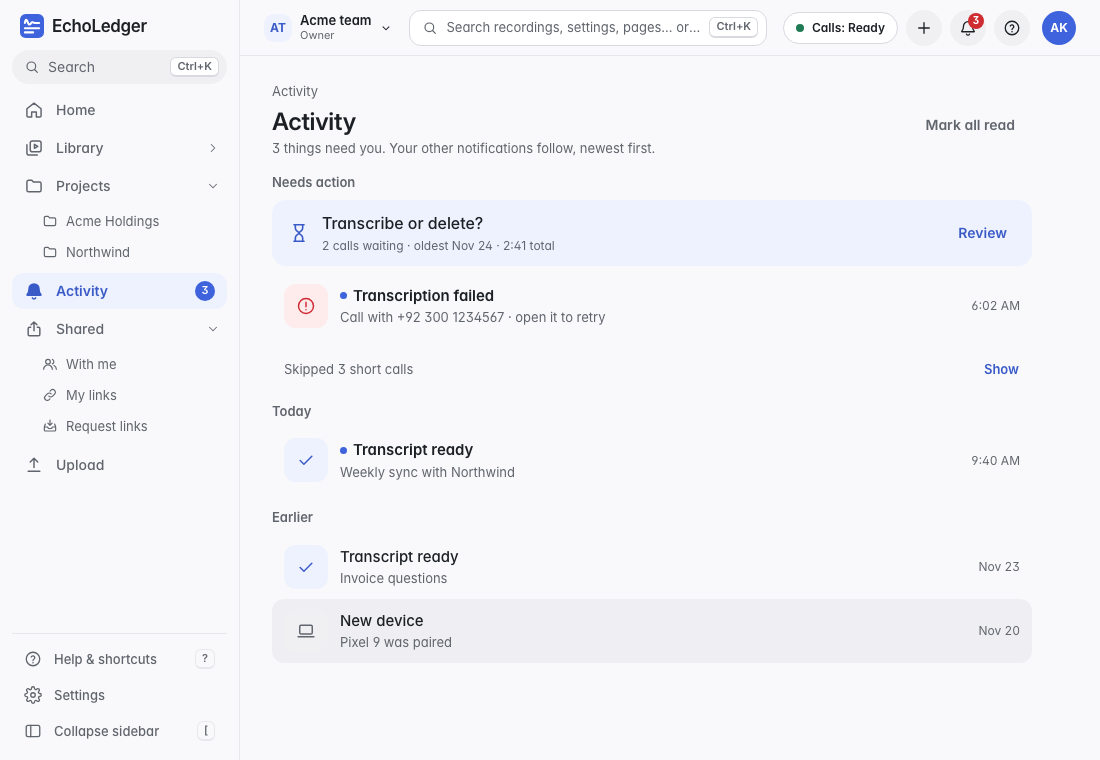 EchoLedger
Search Ctrl+K
Home
Library
Projects
Acme Holdings
Northwind
Activity 3
Shared
With me
My links
Request links
Upload
Help & shortcuts ?
Settings
Collapse sidebar [
AT Acme team
Owner
Search recordings, settings, pages... or... Ctrl+K
Calls: Ready
3
AK
Activity
Activity
Mark all read
3 things need you. Your other notifications follow, newest first.
Needs action
Transcribe or delete?
2 calls waiting · oldest Nov 24 · 2:41 total
Review
Transcription failed
Call with +92 300 1234567 · open it to retry
6:02 AM
Skipped 3 short calls Show
Today
Transcript ready
Weekly sync with Northwind
9:40 AM
Earlier
Transcript ready
Invoice questions
Nov 23
New device
Pixel 9 was paired
Nov 20